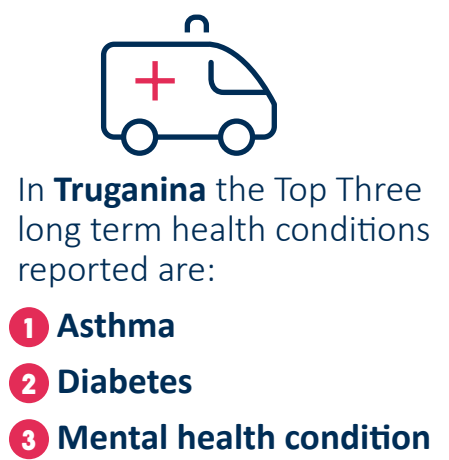 In Truganina the Top Three
long term health conditions
reported are:
1 Asthma
2 Diabetes
3 Mental health condition